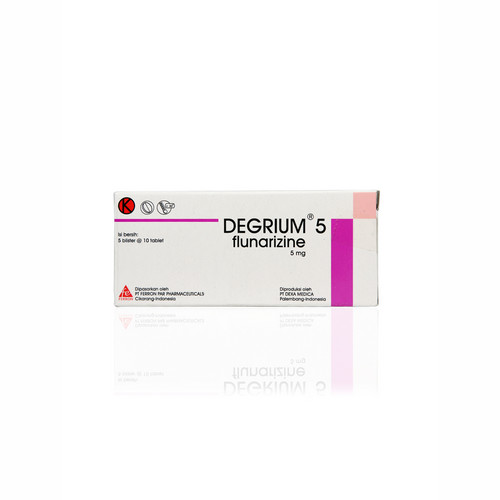 K
DEGRIUM® 5
flunarizine
5 mg
Isi bersih:
5 blister @ 10 tablet
Dipasarkan oleh
PT FERRON PAR PHARMACEUTICALS
Cikarang-Indonesia
FERRON
Diproduksi oleh
PT DEXA MEDICA
Palembang-Indonesia